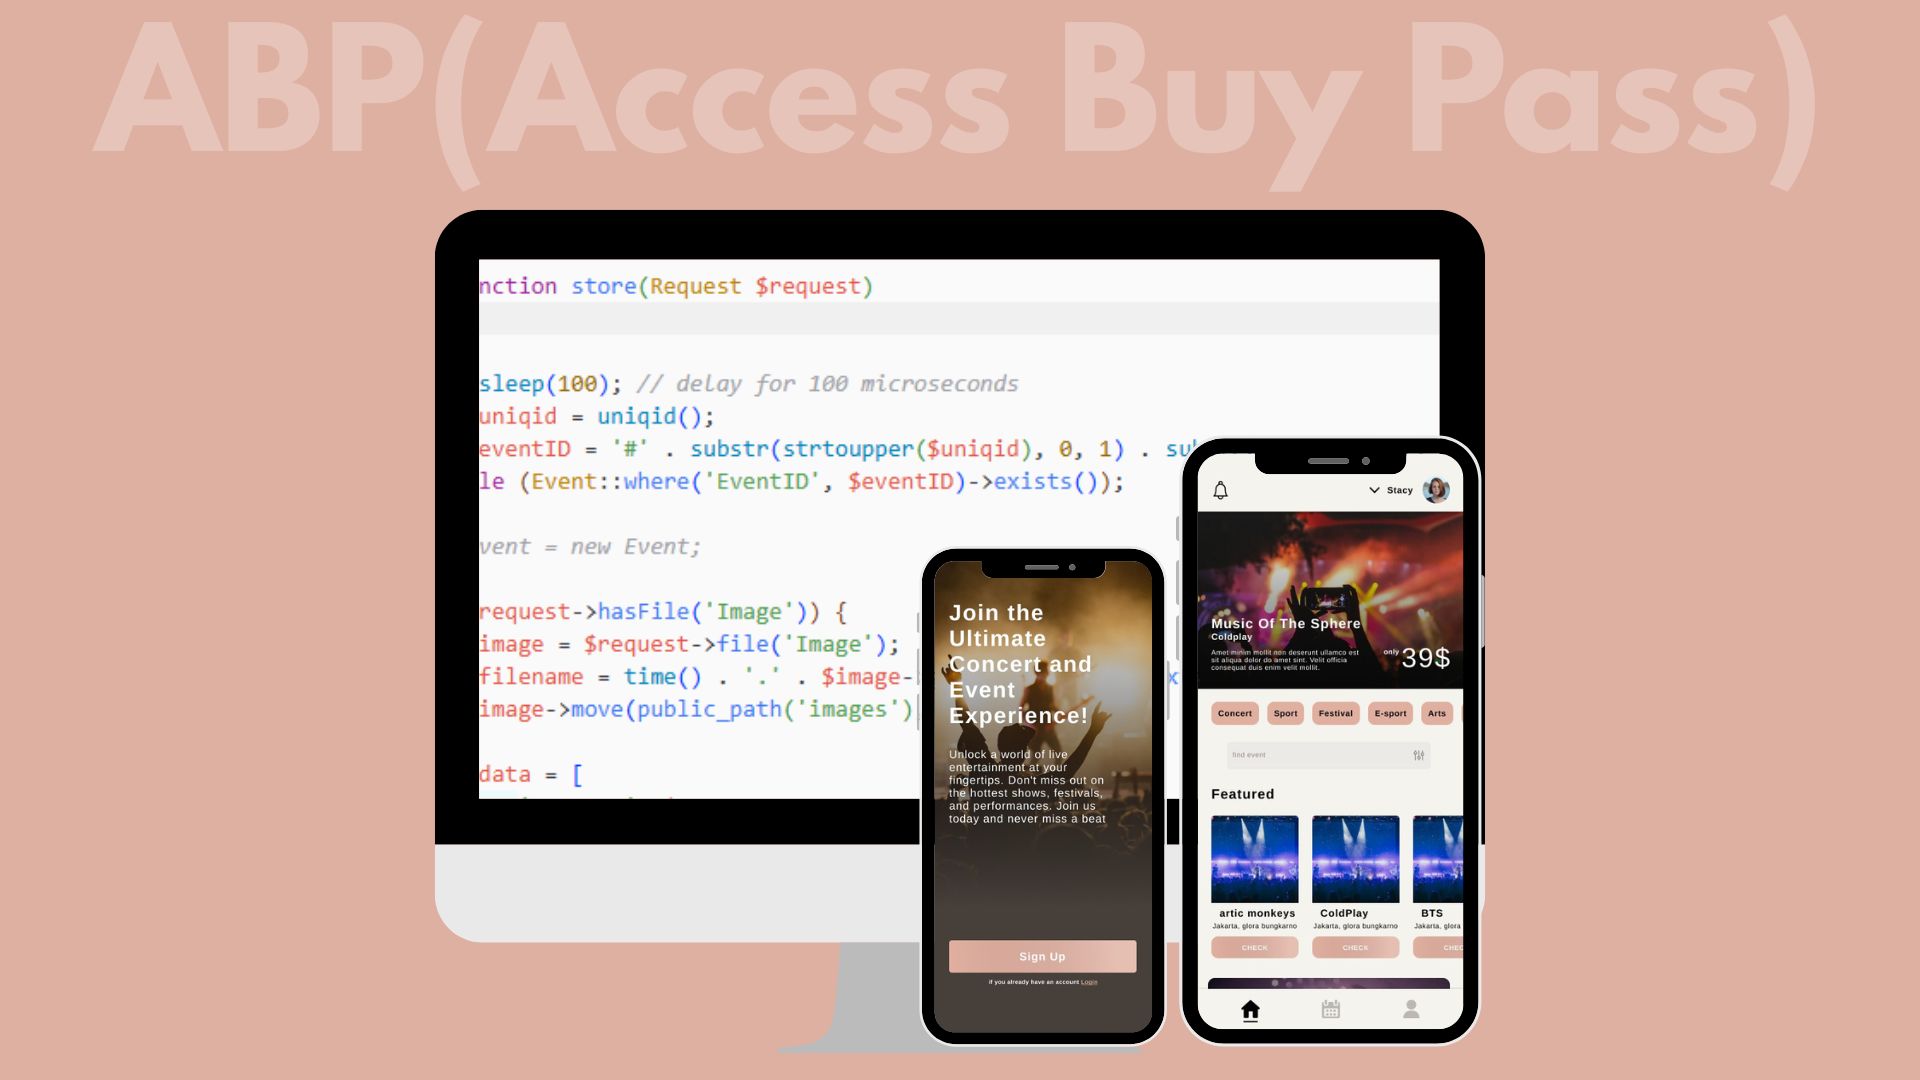 ABP(Access Buy Pass)
nction store(Request $request)
sleep(100); // delay for 100 microseconds
uniqid = uniqid();
eventID = '#' . substr(strtoupper($uniqid), 0, 1) . su
le (Event::where('EventID', $eventID)->exists());
vent = new Event;
request->hasFile('Image')) {
image = $request->file('Image');
filename = time() . '.' . $image-
image->move(public_path('images')
data = [
Join the
Ultimate
Concert and
Event
Experience!
Unlock a world of live
entertainment at your
fingertips. Don't miss out on
the hottest shows, festivals,
and performances. Join us
today and never miss a beat
Sign Up
if you already have an account Login
Stacy
Music Of The Sphere
Coldplay
Amet minim mollit non deserunt ullamco est
sit aliqua dolor do amet sint. Velit officia
consequat duis enim velit mollit.
only 39$
Concert Sport Festival E-sport Arts
find event
Featured
artic monkeys ColdPlay BTS
Jakarta, glora bungkarno Jakarta, glora bungkarno Jakarta, glora
CHECK CHECK CHEC